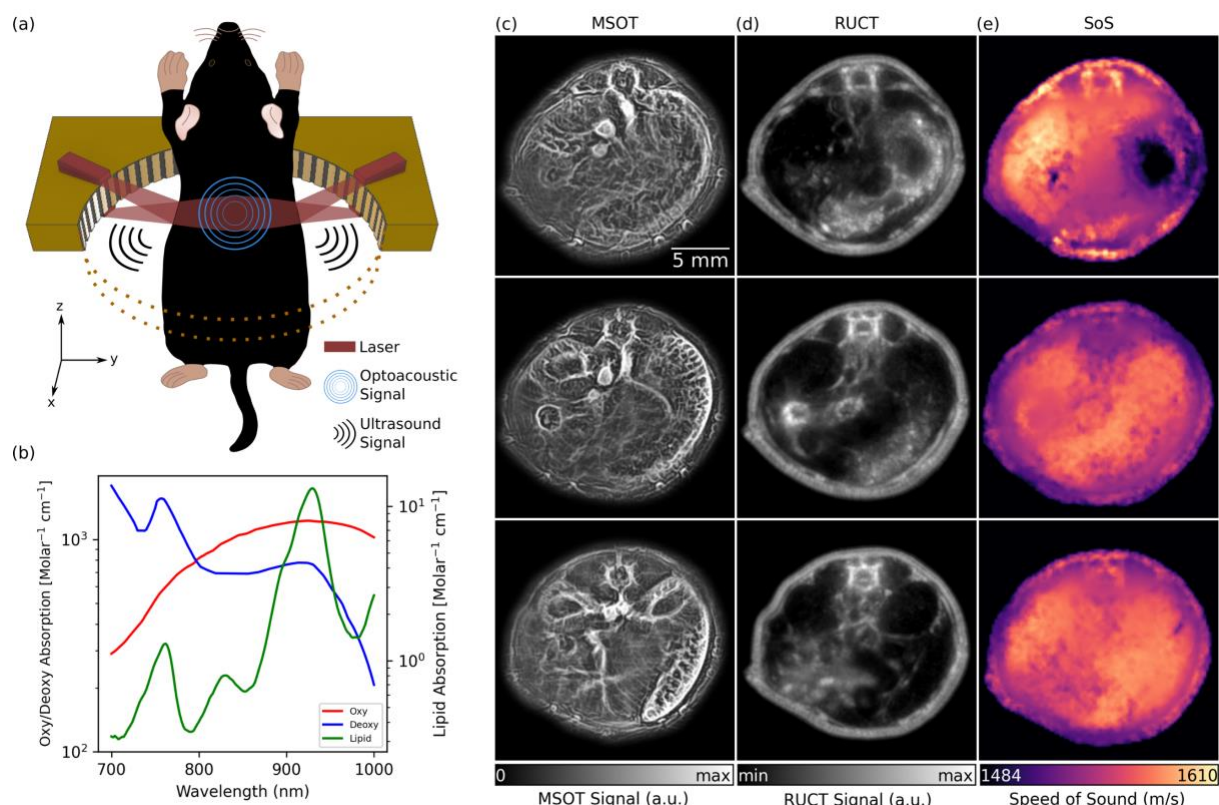 (a)
z
y
x
Laser
Optoacoustic
Signal
Ultrasound
Signal
(b)
Oxy/Deoxy Absorption [Molar⁻¹ cm⁻¹]
10³
10²
Lipid Absorption [Molar⁻¹ cm⁻¹]
10¹
10⁰
Oxy
Deoxy
Lipid
700
800
900
1000
Wavelength (nm)
(c)
MSOT
(d)
RUCT
(e)
SoS
5 mm
0
max
min
max
1484
1610
MSOT Signal (a.u.)
RUCT Signal (a.u.)
Speed of Sound (m/s)